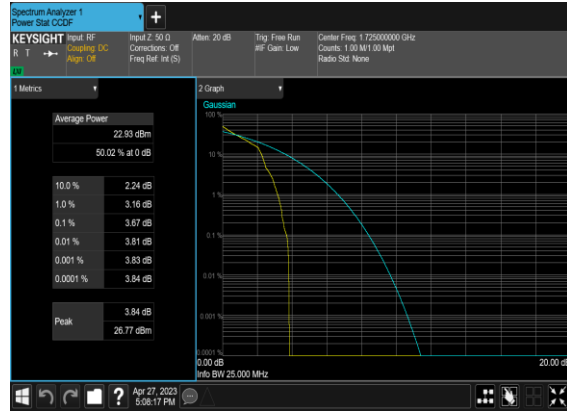 Spectrum Analyzer 1
Power Stat CCDF
+
KEYSIGHT
R T
Input: RF
Coupling: DC
Align: Off
Input Z: 50 Ω
Corrections: Off
Freq Ref: Int (S)
Atten: 20 dB
Trig: Free Run
#IF Gain: Low
Center Freq: 1.725000000 GHz
Counts: 1.00 M/1.00 Mpt
Radio Std: None
1 Metrics
Average Power
22.93 dBm
50.02 % at 0 dB
10.0 % 2.24 dB
1.0 % 3.16 dB
0.1 % 3.67 dB
0.01 % 3.81 dB
0.001 % 3.83 dB
0.0001 % 3.84 dB
Peak
3.84 dB
26.77 dBm
2 Graph
Gaussian
100 %
10 %
1 %
0.1 %
0.01 %
0.001 %
0.0001 %
0.00 dB
20.00 dB
Info BW 25.000 MHz
?
Apr 27, 2023
5:08:17 PM